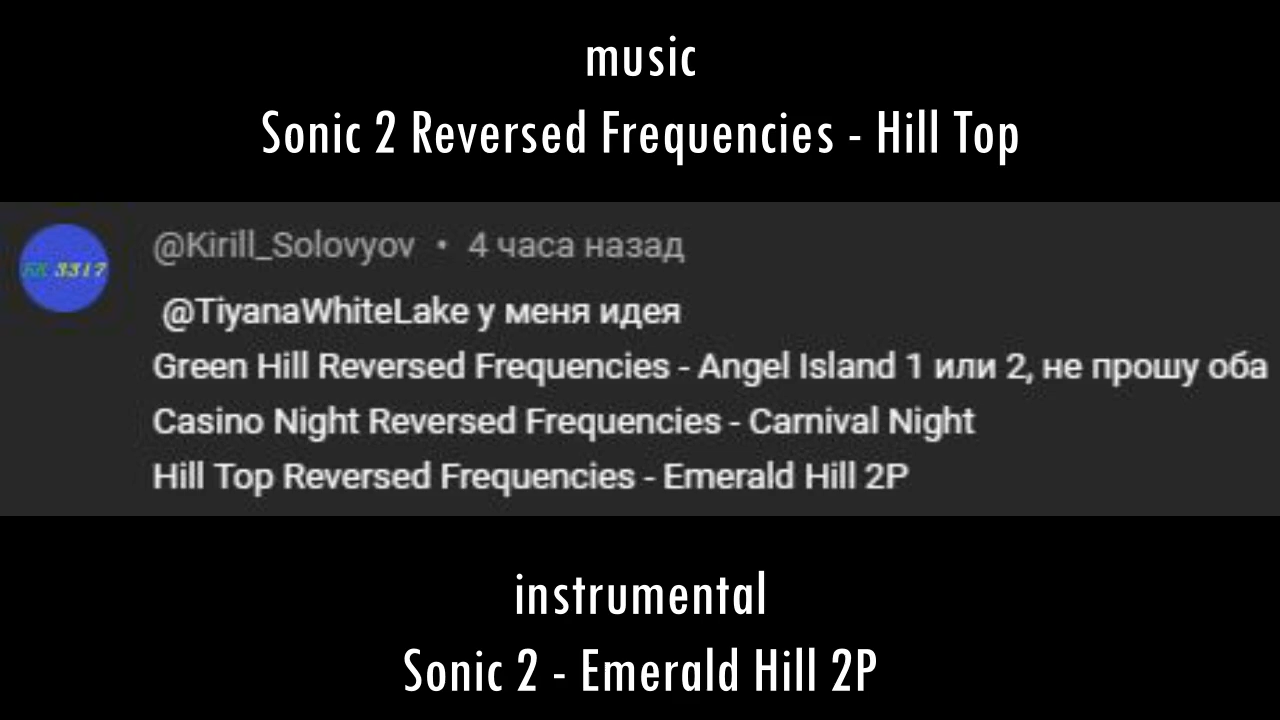 music
Sonic 2 Reversed Frequencies - Hill Top
3317
@Kirill_Solovyov • 4 часа назад
@TiyanaWhiteLake у меня идея
Green Hill Reversed Frequencies - Angel Island 1 или 2, не прошу оба
Casino Night Reversed Frequencies - Carnival Night
Hill Top Reversed Frequencies - Emerald Hill 2P
instrumental
Sonic 2 - Emerald Hill 2P